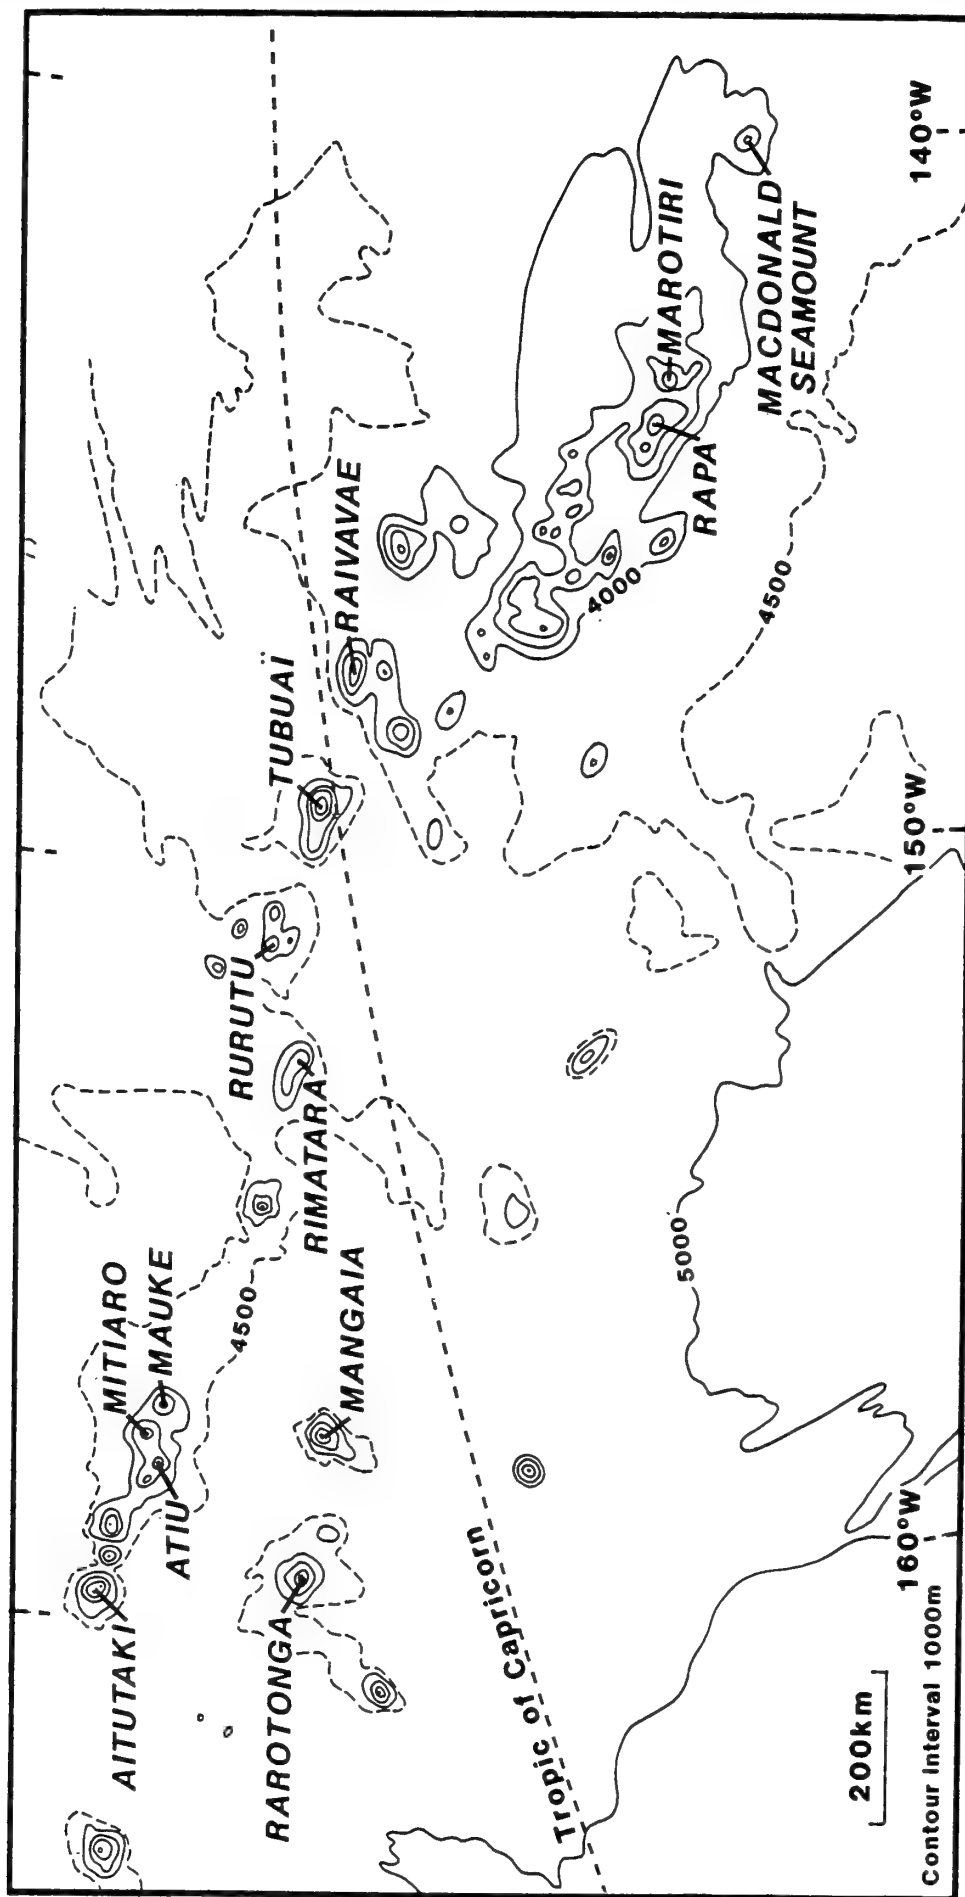 AITUTAKI
ATIU
MITIARO
MAUKE
RAROTONGA
MANGAIA
RIMATARA
RURUTU
TUBUAÏ
RAIVAVAE
RAPA
MAROTIRI
MACDONALD
SEAMOUNT
4500
4000
4500
5000
Tropic of Capricorn
160°W
150°W
140°W
200km
Contour Interval 1000m